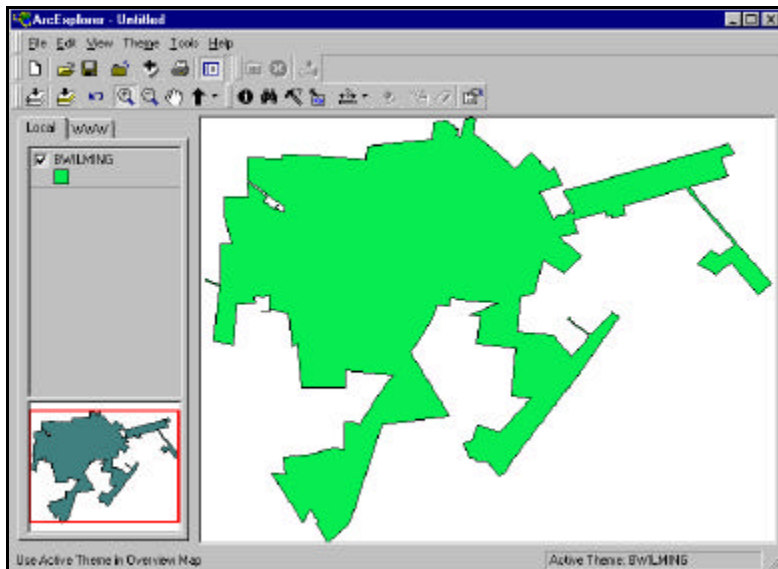 ArcExplorer - Untitled
File Edit View Theme Tools Help
Local WWW
BWILMING
Use Active Theme in Overview Map
Active Theme: BWILMING